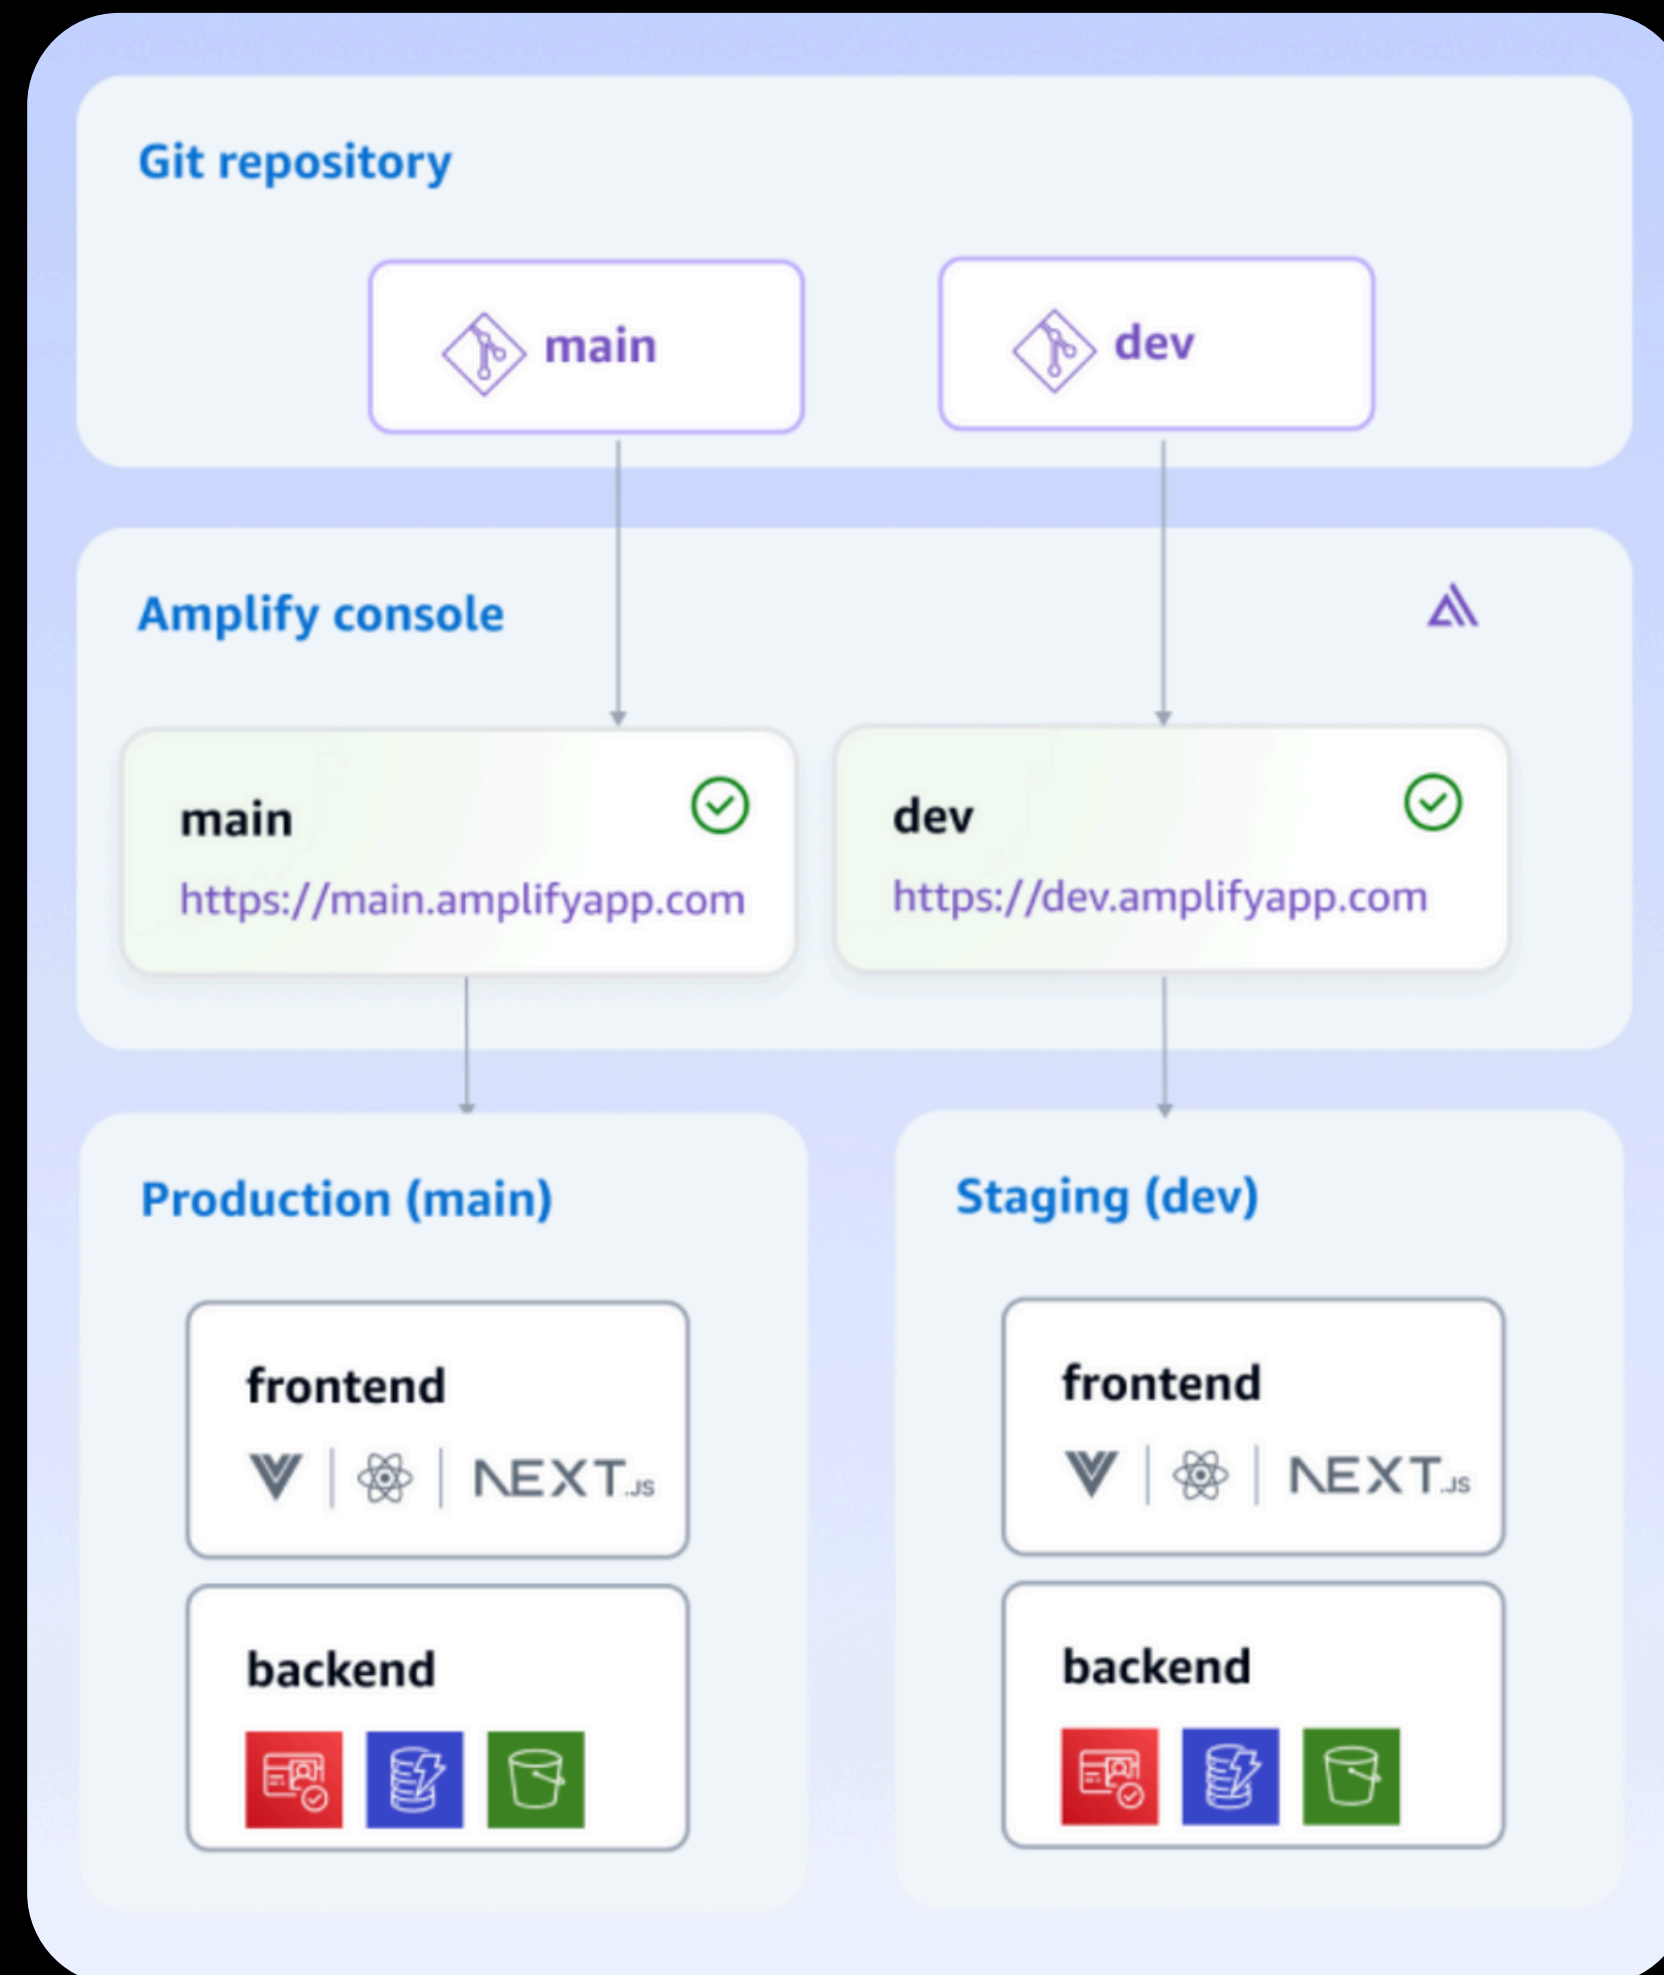 Git repository
main
dev
Amplify console
main
https://main.amplifyapp.com
dev
https://dev.amplifyapp.com
Production (main)
frontend
NEXT.JS
backend
Staging (dev)
frontend
NEXT.JS
backend